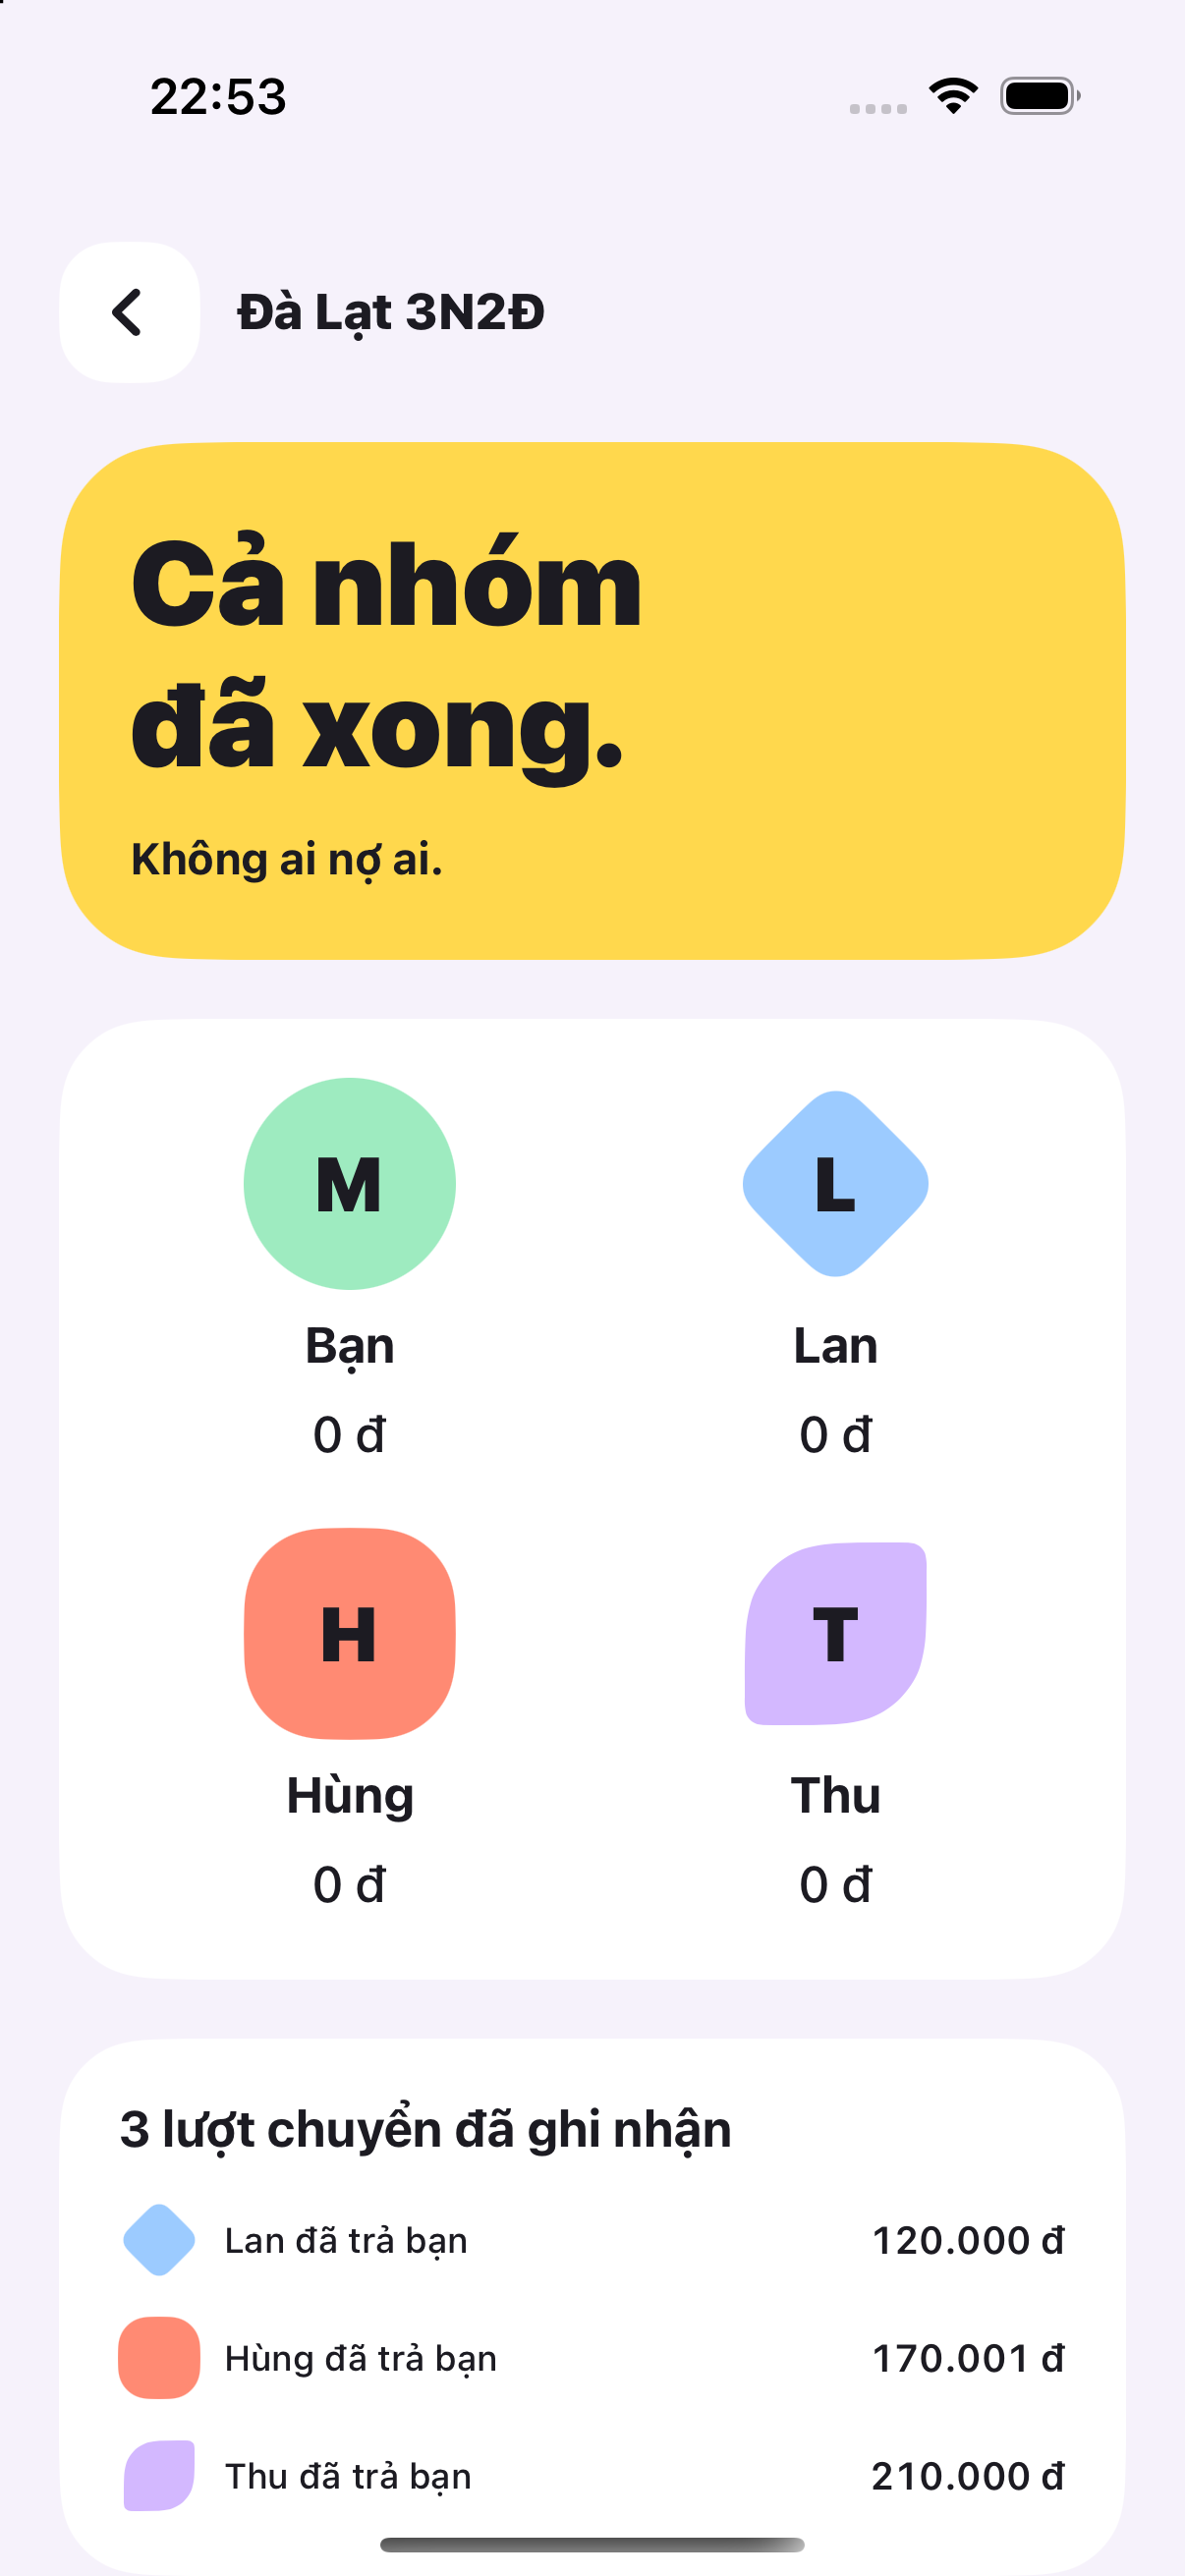 22:53
Đà Lạt 3N2Đ
Cả nhóm
đã xong.
Không ai nợ ai.
M
L
Bạn
Lan
0 đ
0 đ
H
T
Hùng
Thu
0 đ
0 đ
3 lượt chuyển đã ghi nhận
Lan đã trả bạn 120.000 đ
Hùng đã trả bạn 170.001 đ
Thu đã trả bạn 210.000 đ